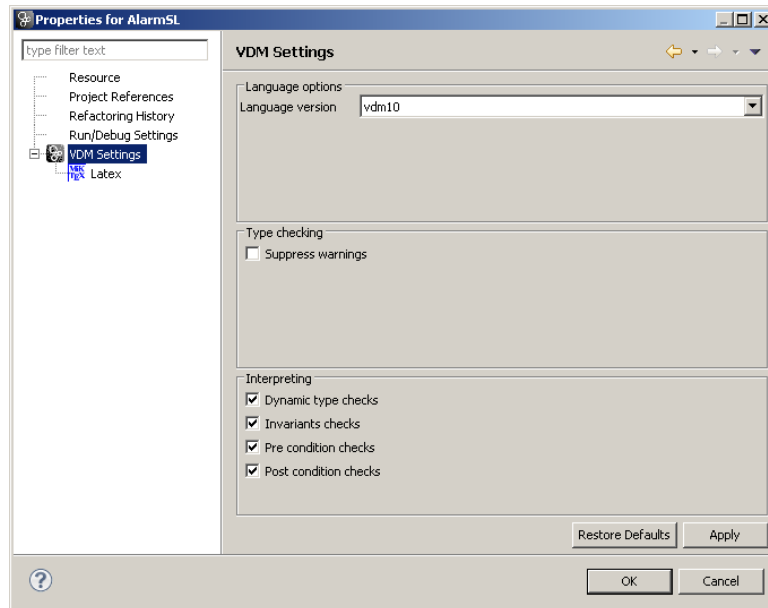 Properties for AlarmSL
type filter text
Resource
Project References
Refactoring History
Run/Debug Settings
VDM Settings
Latex
VDM Settings
Language options
Language version vdm10
Type checking
Suppress warnings
Interpreting
Dynamic type checks
Invariants checks
Pre condition checks
Post condition checks
Restore Defaults Apply
? OK Cancel